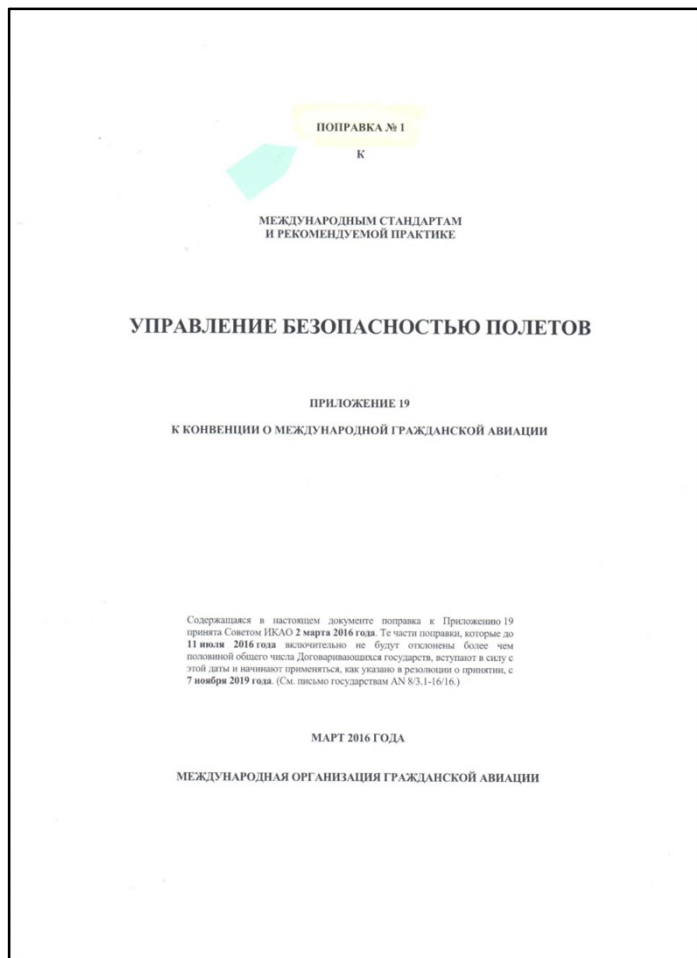 ПОПРАВКА № 1
К
МЕЖДУНАРОДНЫМ СТАНДАРТАМ
И РЕКОМЕНДУЕМОЙ ПРАКТИКЕ
УПРАВЛЕНИЕ БЕЗОПАСНОСТЬЮ ПОЛЕТОВ
ПРИЛОЖЕНИЕ 19
К КОНВЕНЦИИ О МЕЖДУНАРОДНОЙ ГРАЖДАНСКОЙ АВИАЦИИ
Содержащаяся в настоящем документе поправка к Приложению 19
принята Советом ИКАО 2 марта 2016 года. Те части поправки, которые до
11 июля 2016 года включительно не будут отклонены более чем
половиной общего числа Договаривающихся государств, вступают в силу с
этой даты и начинают применяться, как указано в резолюции о принятии, с
7 ноября 2019 года. (См. письмо государствам AN 8/3.1-16/16.)
МАРТ 2016 ГОДА
МЕЖДУНАРОДНАЯ ОРГАНИЗАЦИЯ ГРАЖДАНСКОЙ АВИАЦИИ